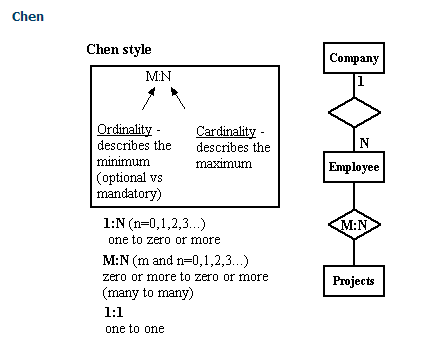 Chen
Chen style
M:N
Ordinality -
describes the
minimum
(optional vs
mandatory)
Cardinality -
describes the
maximum
1:N (n=0,1,2,3...)
one to zero or more
M:N (m and n=0,1,2,3...)
zero or more to zero or more
(many to many)
1:1
one to one
Company
1
N
Employee
M:N
Projects